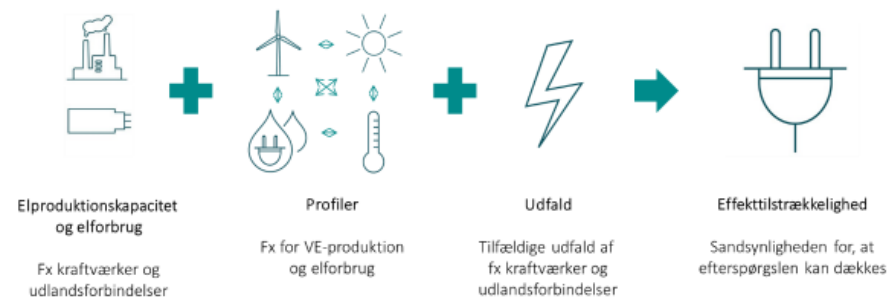 Elproduktionskapacitet
og elforbrug
Fx kraftværker og
udlandsforbindelser
Profiler
Fx for VE-produktion
og elforbrug
Udfald
Tilfældige udfald af
fx kraftværker og
udlandsforbindelser
Effekttilstrækkelighed
Sandsynligheden for, at
efterspørgslen kan dækkes